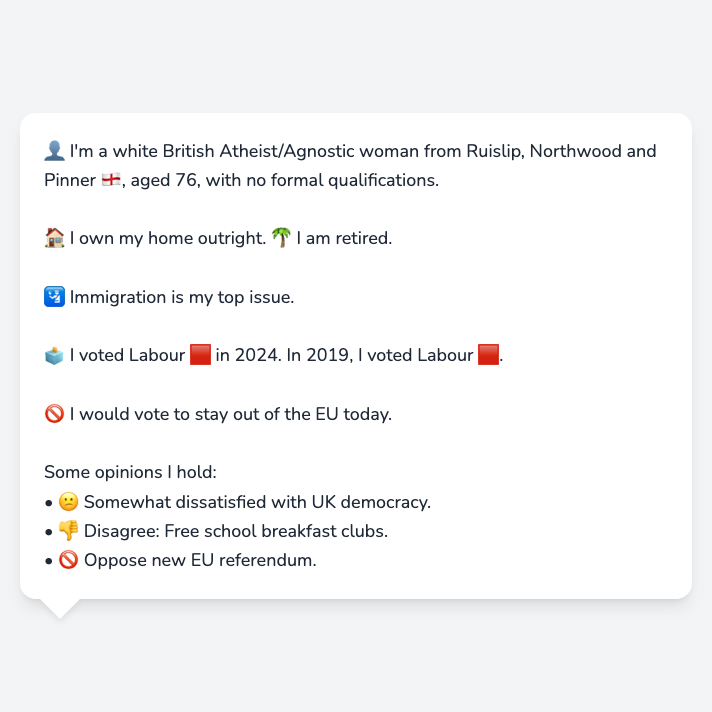 👤 I'm a white British Atheist/Agnostic woman from Ruislip, Northwood and
Pinner 🏴󠁧󠁢󠁥󠁮󠁧󠁿, aged 76, with no formal qualifications.
🏠 I own my home outright. 🌴 I am retired.
🛂 Immigration is my top issue.
🗳️ I voted Labour 🟥 in 2024. In 2019, I voted Labour 🟥.
🚫 I would vote to stay out of the EU today.
Some opinions I hold:
• 🙁 Somewhat dissatisfied with UK democracy.
• 👎 Disagree: Free school breakfast clubs.
• 🚫 Oppose new EU referendum.